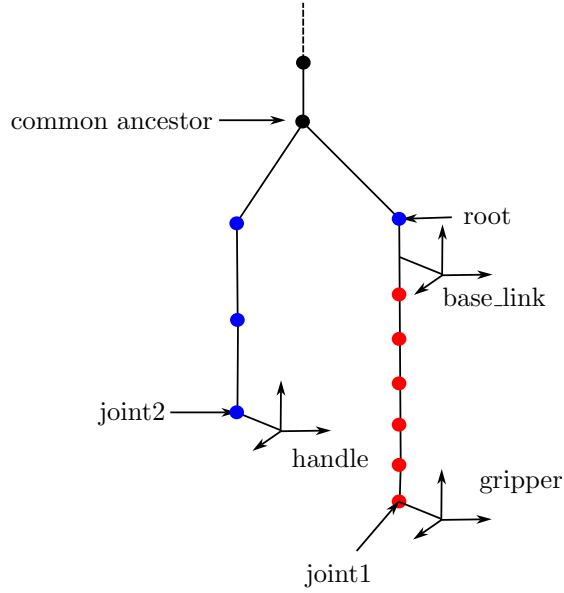 common ancestor
root
base_link
joint2
handle
gripper
joint1